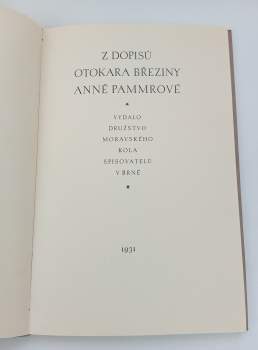 Z DOPISŮ
OTOKARA BŘEZINY
ANNĚ PAMMROVÉ
VYDALO
DRUŽSTVO
MORAVSKÉHO
KOLA
SPISOVATELŮ
V BRNĚ
1931